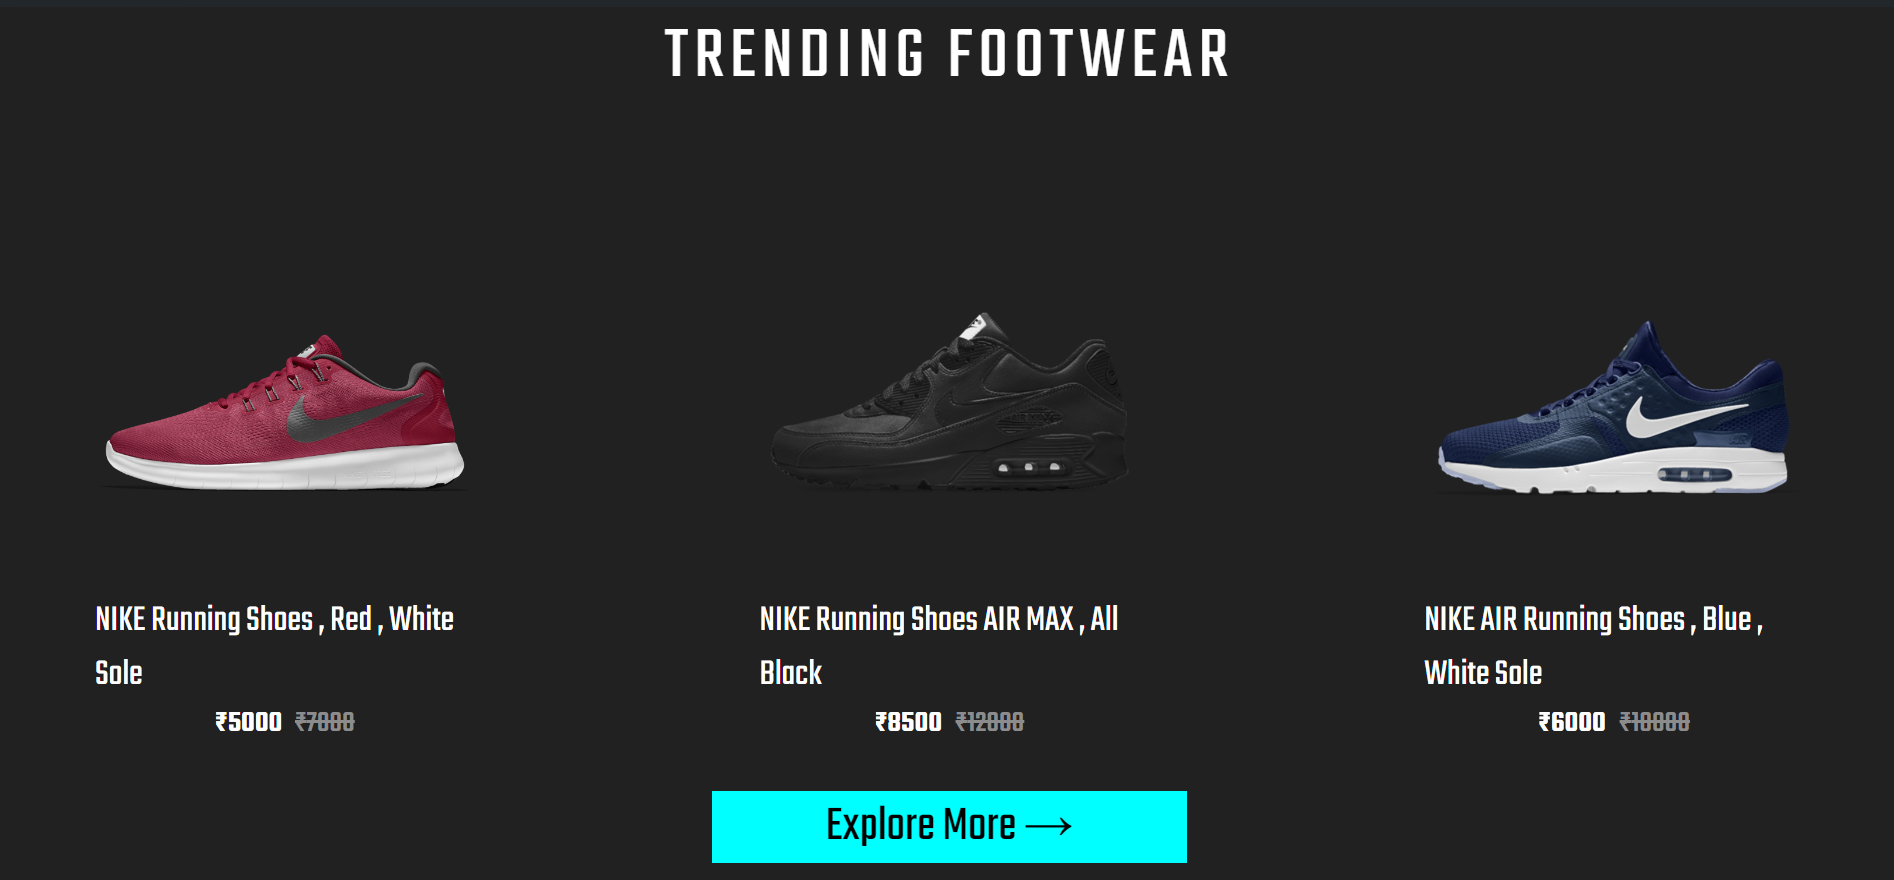 TRENDING FOOTWEAR
NIKE Running Shoes , Red , White
Sole
₹5000 ₹7000
NIKE Running Shoes AIR MAX , All
Black
₹8500 ₹12000
NIKE AIR Running Shoes , Blue ,
White Sole
₹6000 ₹10000
Explore More →